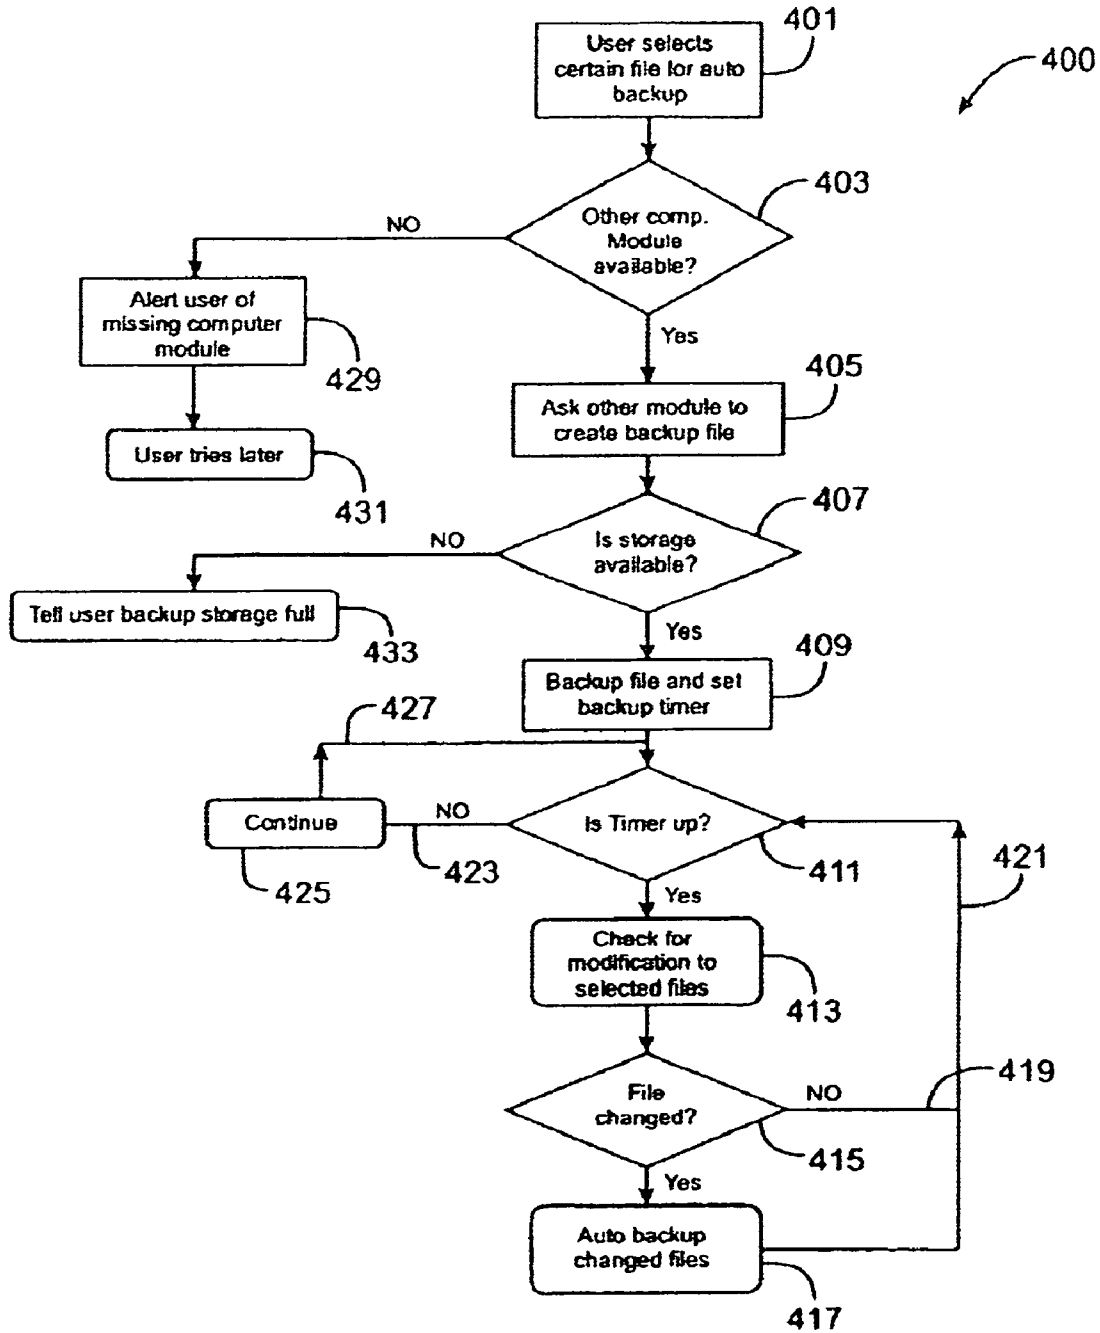 401
User selects
certain file for auto
backup
400
403
Other comp.
Module
available?
NO
Alert user of
missing computer
module
429
Yes
405
Ask other module to
create backup file
User tries later
431
407
Is storage
available?
NO
Tell user backup storage full
433
Yes
409
Backup file and set
backup timer
427
Is Timer up?
NO
Continue
423
425
411
421
Yes
Check for
modification to
selected files
413
File
changed?
NO
419
415
Yes
Auto backup
changed files
417